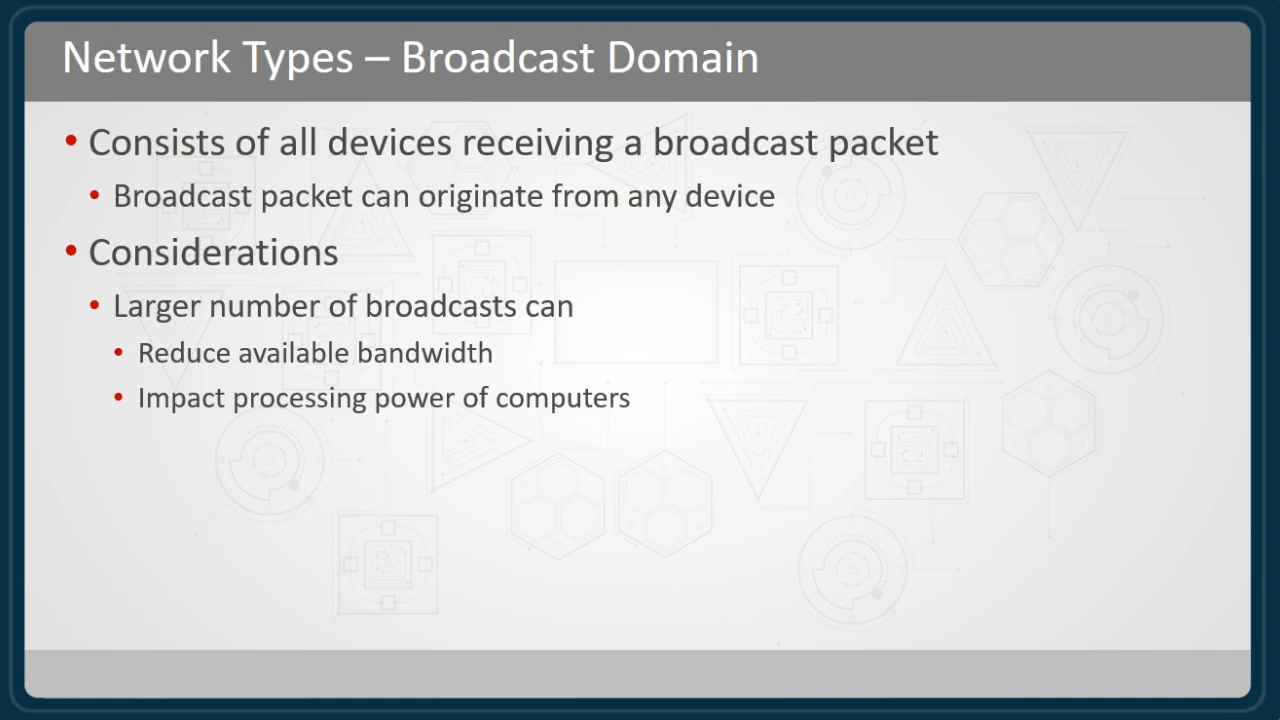 Network Types – Broadcast Domain
• Consists of all devices receiving a broadcast packet
• Broadcast packet can originate from any device
• Considerations
• Larger number of broadcasts can
• Reduce available bandwidth
• Impact processing power of computers